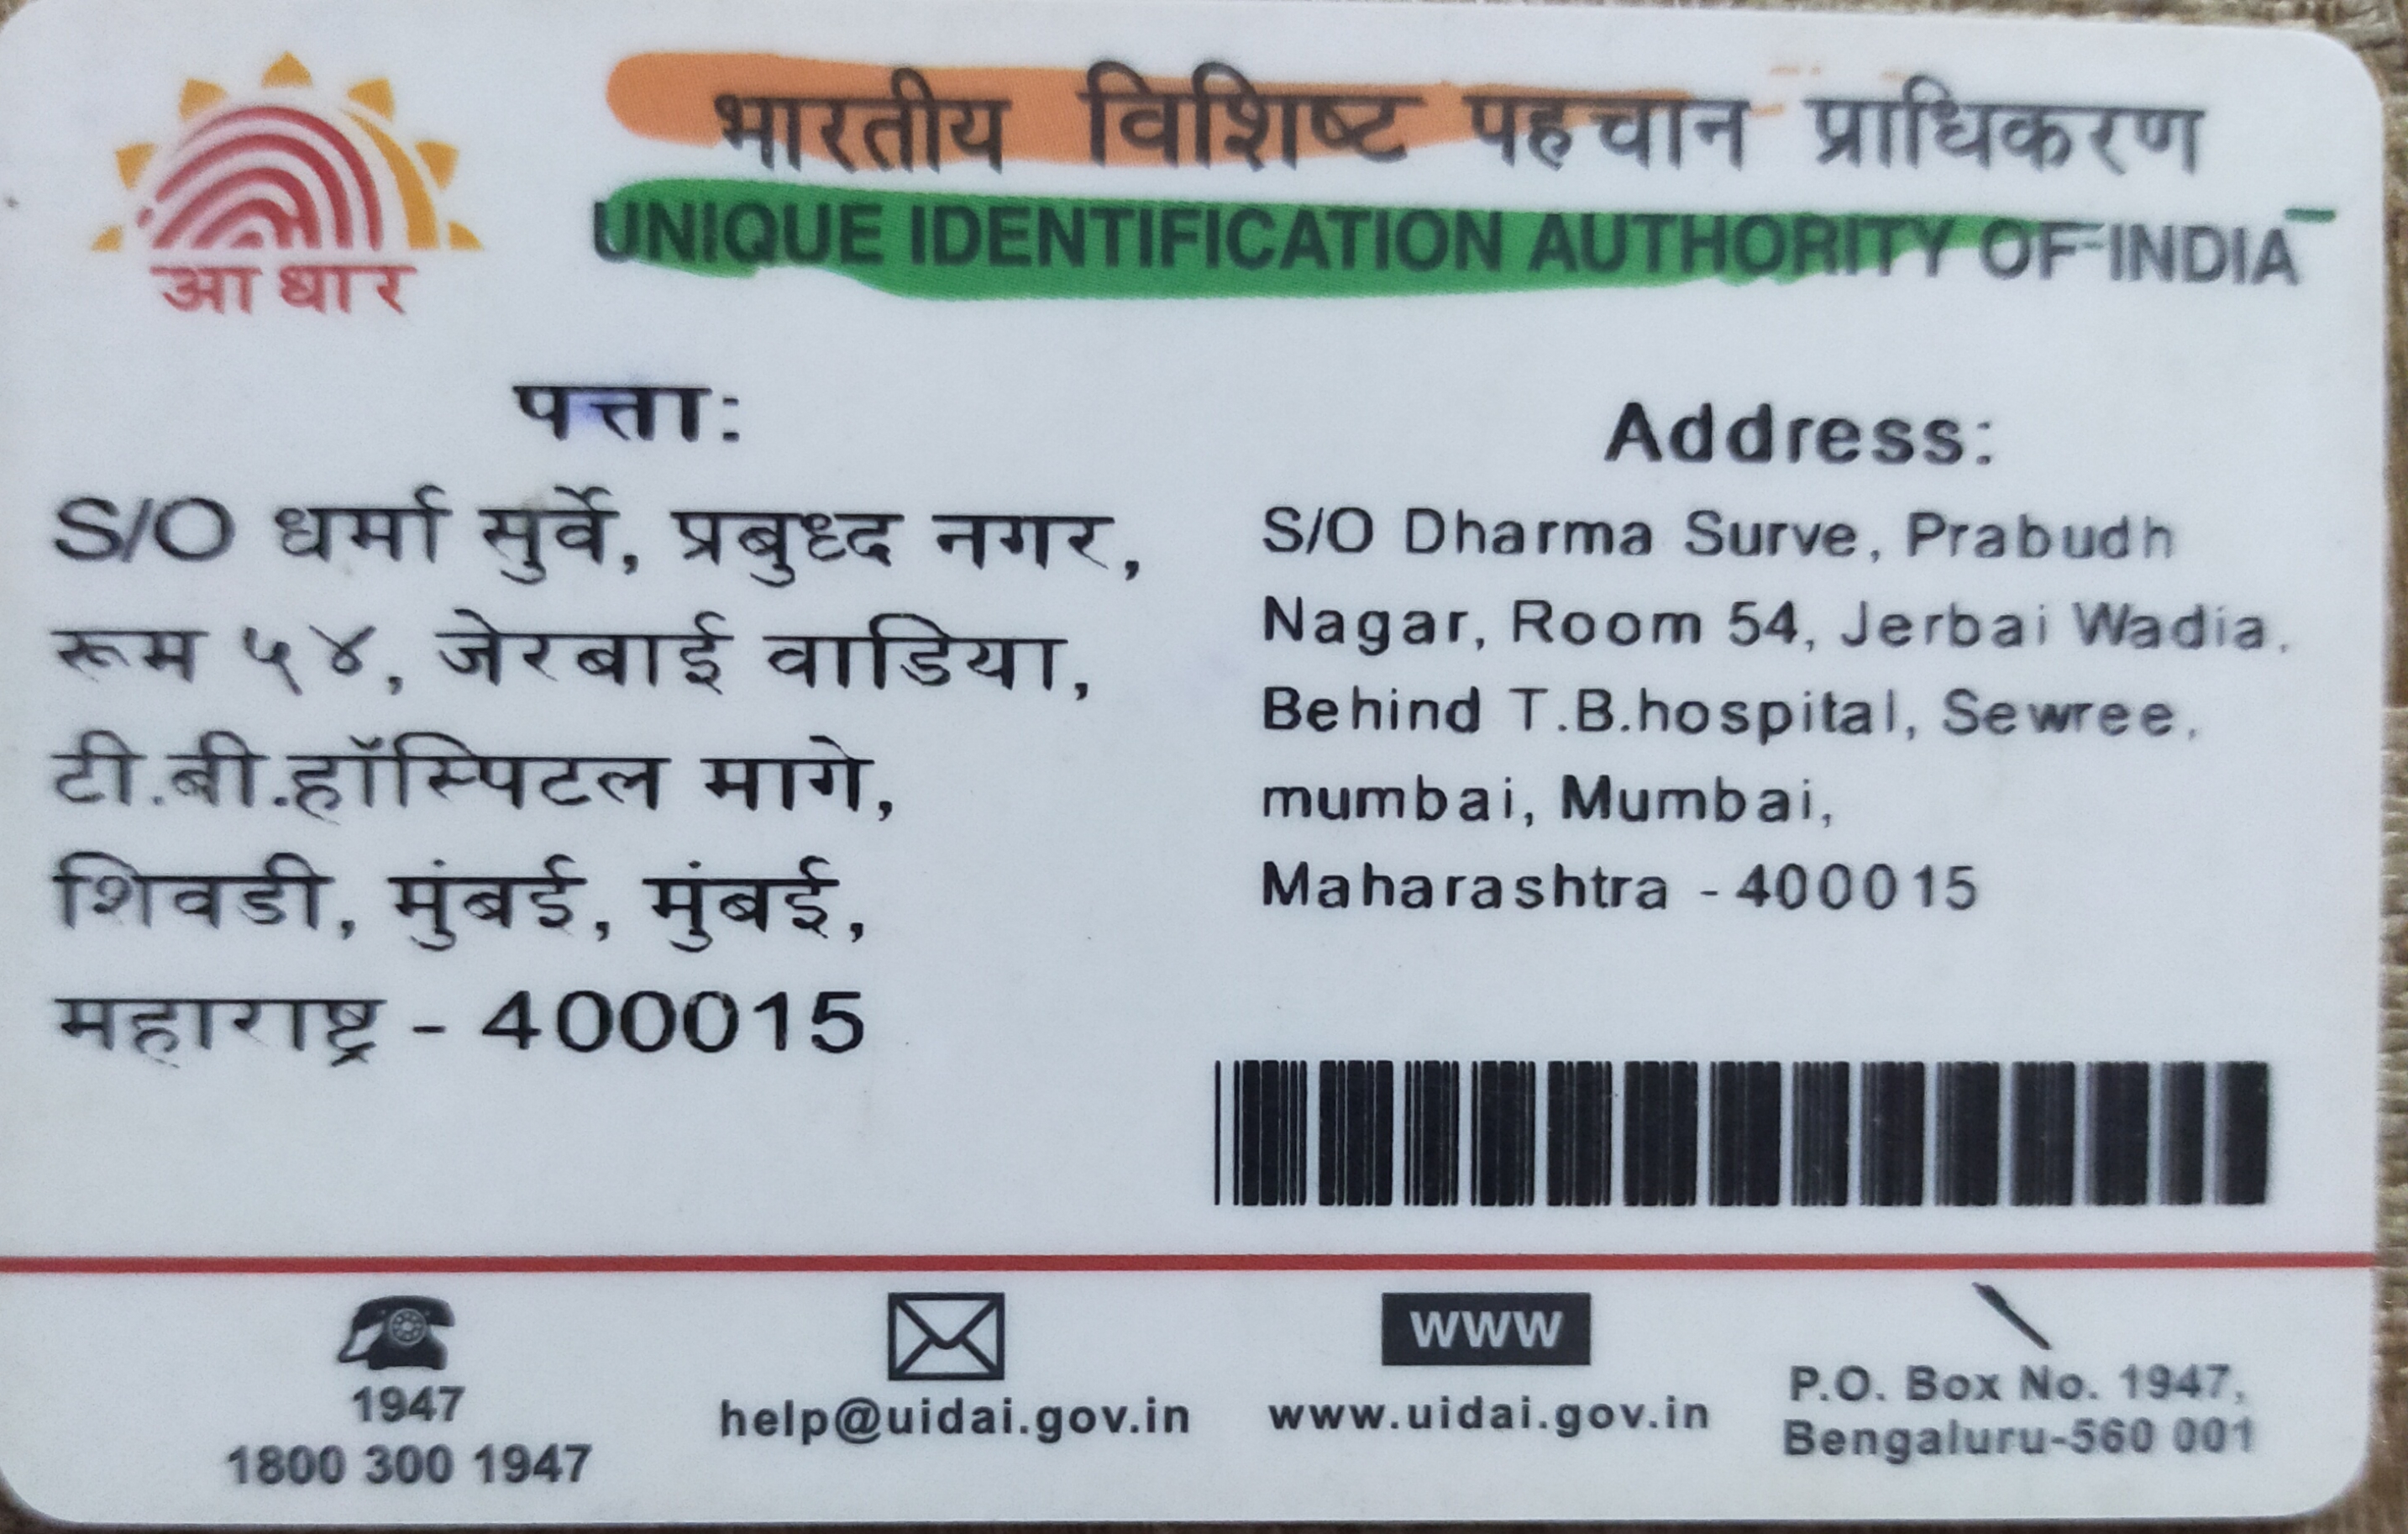 भारतीय विशिष्ट पहचान प्राधिकरण
UNIQUE IDENTIFICATION AUTHORITY OF INDIA
आधार
पत्ता:
S/O धर्मा सुर्वे, प्रबुध्द नगर,
रूम ५४, जेरबाई वाडिया,
टी.बी.हॉस्पिटल मागे,
शिवडी, मुंबई, मुंबई,
महाराष्ट्र - 400015
Address:
S/O Dharma Surve, Prabudh
Nagar, Room 54, Jerbai Wadia,
Behind T.B.hospital, Sewree,
mumbai, Mumbai,
Maharashtra - 400015
1947
1800 300 1947
help@uidai.gov.in
WWW
www.uidai.gov.in
P.O. Box No. 1947,
Bengaluru-560 001